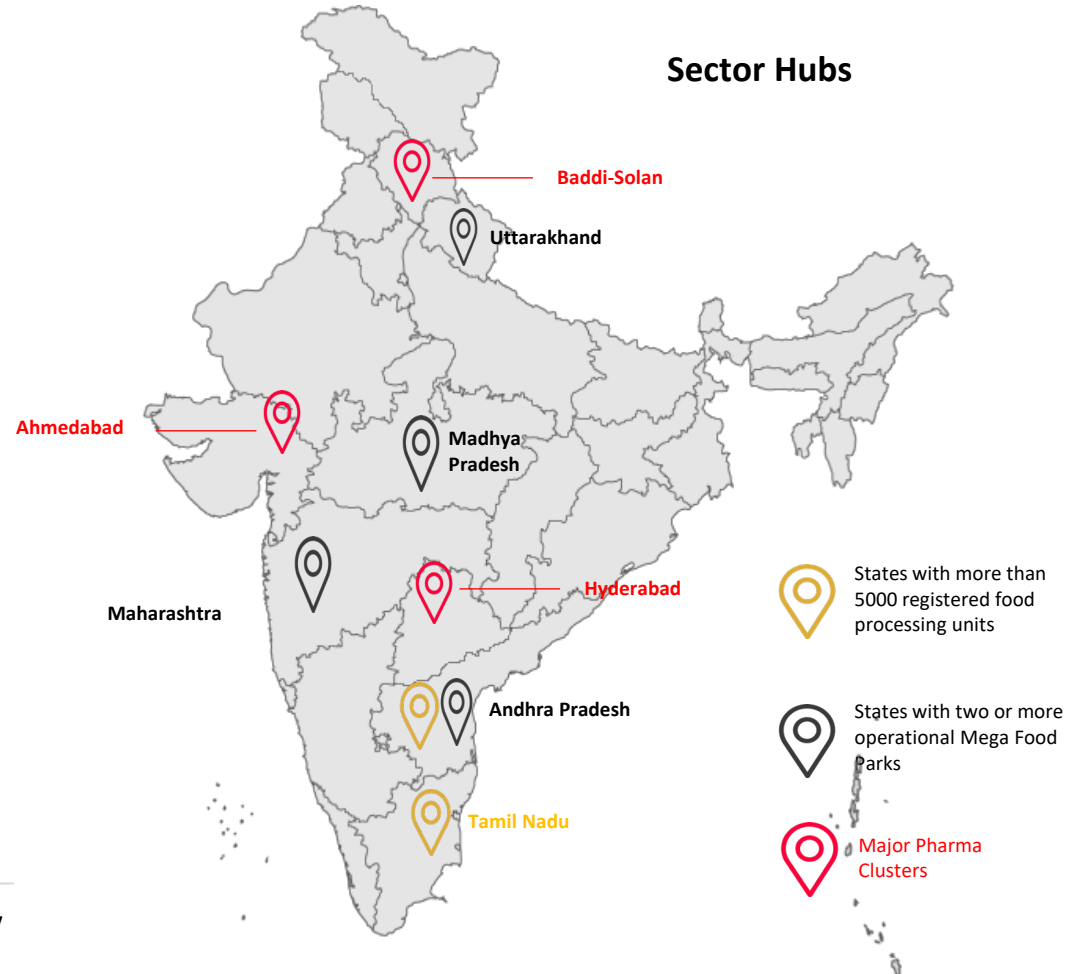 Sector Hubs
Baddi-Solan
Uttarakhand
Ahmedabad
Madhya
Pradesh
Hyderabad
Maharashtra
Andhra Pradesh
Tamil Nadu
States with more than
5000 registered food
processing units
States with two or more
operational Mega Food
Parks
Major Pharma
Clusters